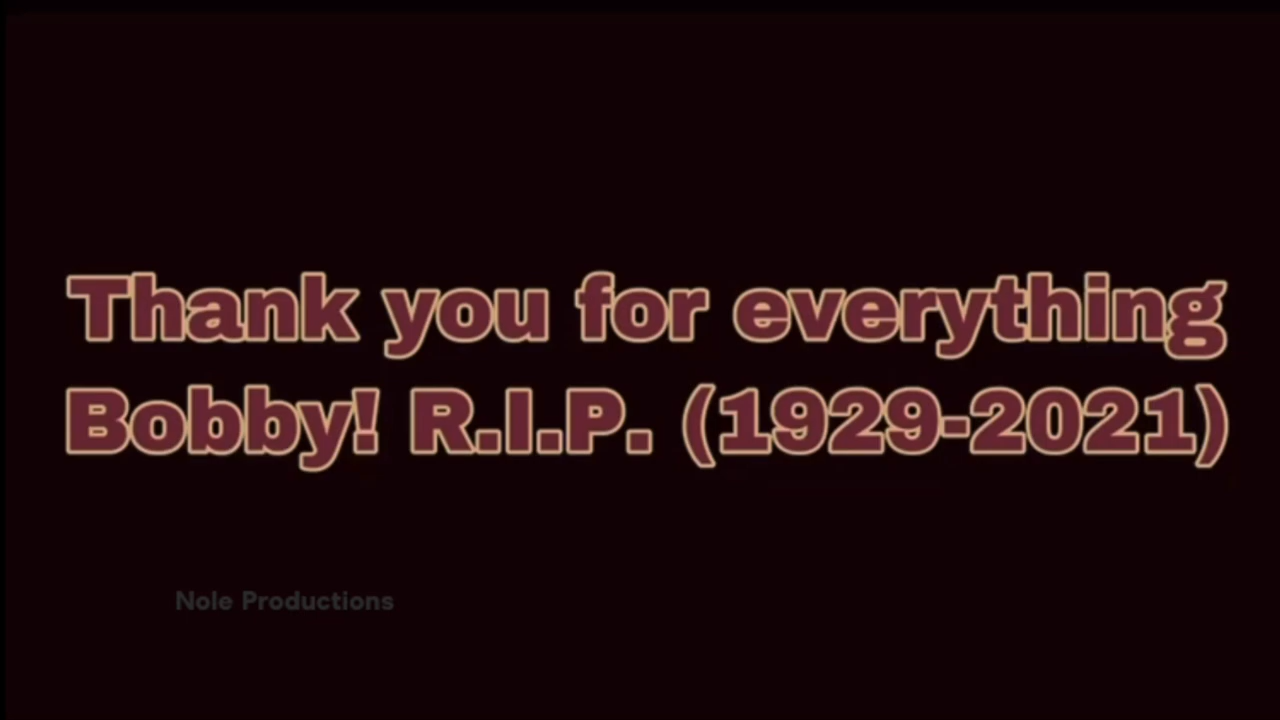 Thank you for everything
Bobby! R.I.P. (1929-2021)
Nole Productions